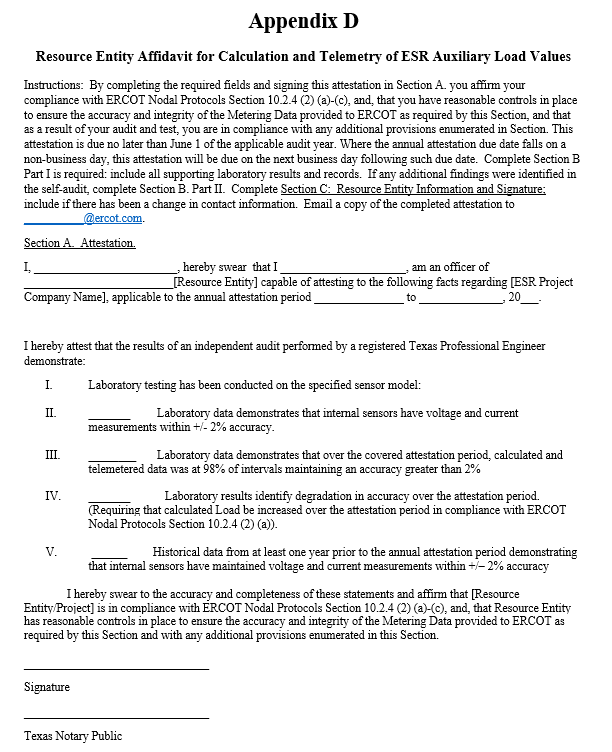 Appendix D
Resource Entity Affidavit for Calculation and Telemetry of ESR Auxiliary Load Values
Instructions: By completing the required fields and signing this attestation in Section A. you affirm your
compliance with ERCOT Nodal Protocols Section 10.2.4 (2) (a)-(c), and, that you have reasonable controls in place
to ensure the accuracy and integrity of the Metering Data provided to ERCOT as required by this Section, and that
as a result of your audit and test, you are in compliance with any additional provisions enumerated in Section. This
attestation is due no later than June 1 of the applicable audit year. Where the annual attestation due date falls on a
non-business day, this attestation will be due on the next business day following such due date. Complete Section B
Part I is required: include all supporting laboratory results and records. If any additional findings were identified in
the self-audit, complete Section B. Part II. Complete Section C: Resource Entity Information and Signature;
include if there has been a change in contact information. Email a copy of the completed attestation to
__________@ercot.com.
Section A. Attestation.
I, ________________________, hereby swear that I _____________________, am an officer of
_________________________[Resource Entity] capable of attesting to the following facts regarding [ESR Project
Company Name], applicable to the annual attestation period _______________ to ______________, 20___.
I hereby attest that the results of an independent audit performed by a registered Texas Professional Engineer
demonstrate:
I. Laboratory testing has been conducted on the specified sensor model:
II. _______ Laboratory data demonstrates that internal sensors have voltage and current
measurements within +/- 2% accuracy.
III. ________ Laboratory data demonstrates that over the covered attestation period, calculated and
telemetered data was at 98% of intervals maintaining an accuracy greater than 2%
IV. _______ Laboratory results identify degradation in accuracy over the attestation period.
(Requiring that calculated Load be increased over the attestation period in compliance with ERCOT
Nodal Protocols Section 10.2.4 (2) (a)).
V. ______ Historical data from at least one year prior to the annual attestation period demonstrating
that internal sensors have maintained voltage and current measurements within +/– 2% accuracy
I hereby swear to the accuracy and completeness of these statements and affirm that [Resource
Entity/Project] is in compliance with ERCOT Nodal Protocols Section 10.2.4 (2) (a)-(c), and, that Resource Entity
has reasonable controls in place to ensure the accuracy and integrity of the Metering Data provided to ERCOT as
required by this Section and with any additional provisions enumerated in this Section.
_______________________________
Signature
_______________________________
Texas Notary Public